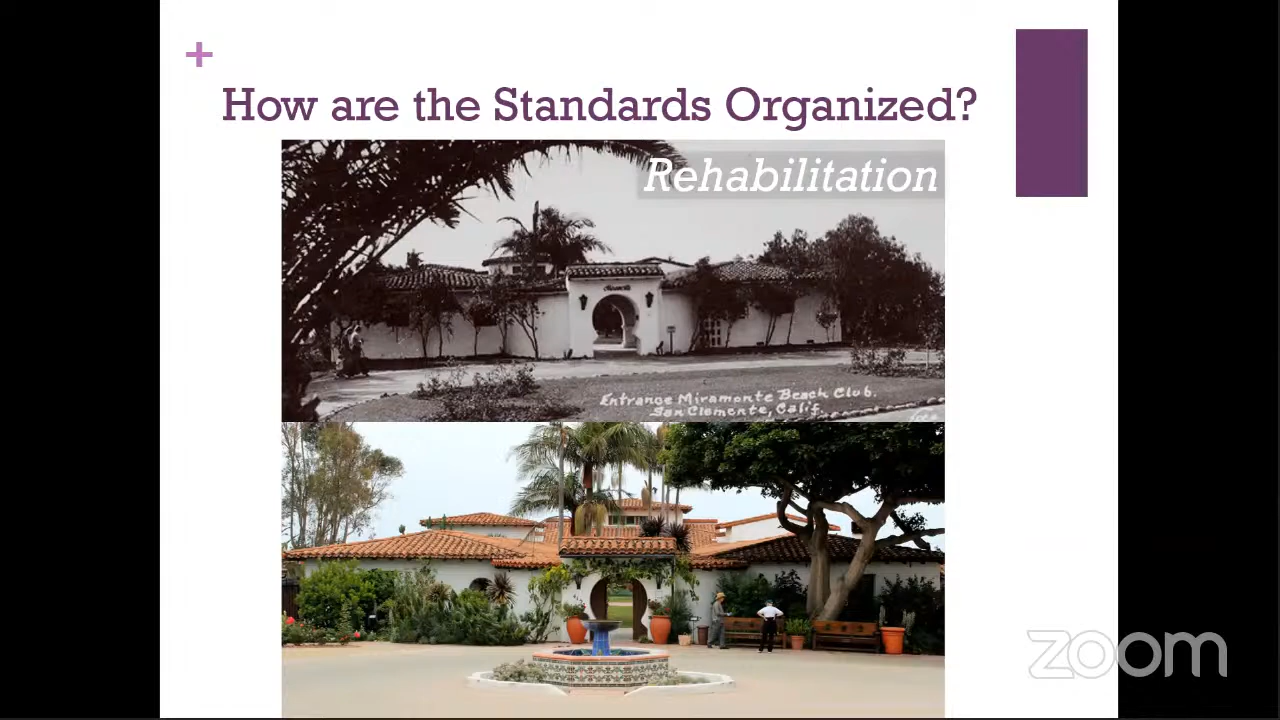 +
How are the Standards Organized?
Rehabilitation
Entrance Miramonte Beach Club.
San Clemente, Calif.
zoom